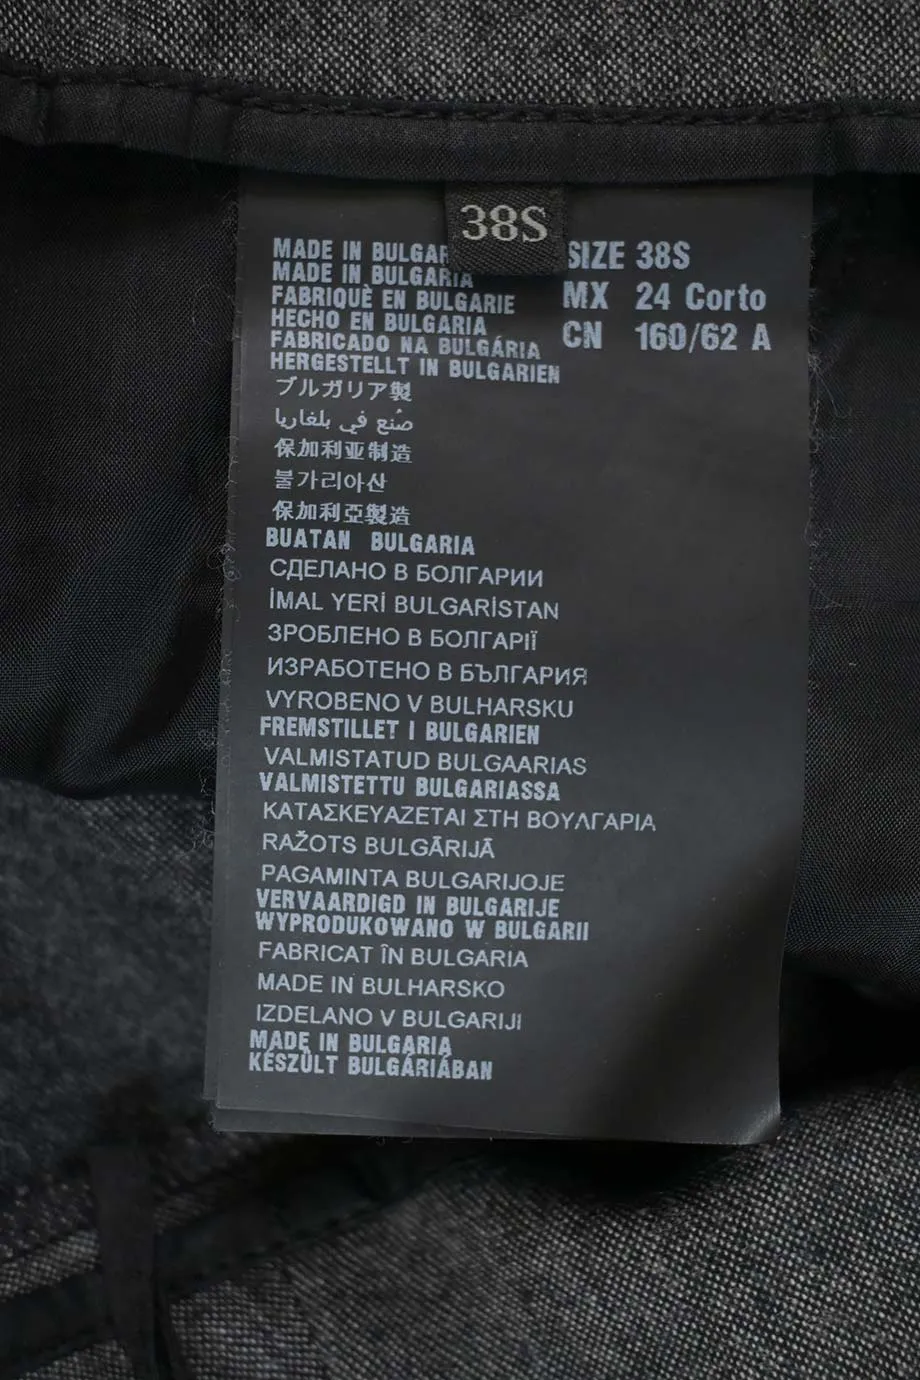 38S
MADE IN BULGAR
MADE IN BULGARIA
FABRIQUÈ EN BULGARIE
HECHO EN BULGARIA
FABRICADO NA BULGÁRIA
HERGESTELLT IN BULGARIEN
ブルガリア製
صُنع في بلغاريا
保加利亚制造
불가리아산
保加利亞製造
BUATAN BULGARIA
СДЕЛАНО В БОЛГАРИИ
İMAL YERİ BULGARİSTAN
ЗРОБЛЕНО В БОЛГАРІЇ
ИЗРАБОТЕНО В БЪЛГАРИЯ
VYROBENO V BULHARSKU
FREMSTILLET I BULGARIEN
VALMISTATUD BULGAARIAS
VALMISTETTU BULGARIASSA
ΚΑΤΑΣΚΕΥΑΖΕΤΑΙ ΣΤΗ ΒΟΥΛΓΑΡΙΑ
RAŽOTS BULGĀRIJĀ
PAGAMINTA BULGARIJOJE
VERVAARDIGD IN BULGARIJE
WYPRODUKOWANO W BULGARII
FABRICAT ÎN BULGARIA
MADE IN BULHARSKO
IZDELANO V BULGARIJI
MADE IN BULGARIA
KÉSZÜLT BULGÁRIÁBAN
SIZE 38S
MX 24 Corto
CN 160/62 A